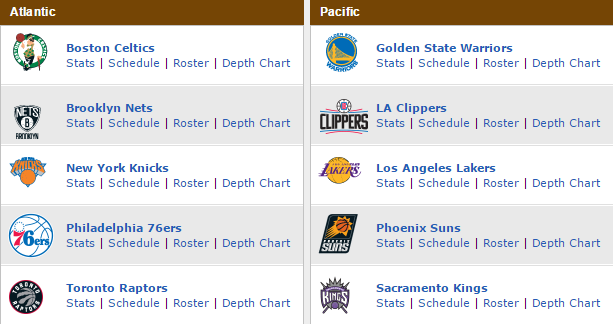 Atlantic
Boston Celtics
Stats | Schedule | Roster | Depth Chart
NETS
B
BROOKLYN
Brooklyn Nets
Stats | Schedule | Roster | Depth Chart
New York Knicks
Stats | Schedule | Roster | Depth Chart
76ers
Philadelphia 76ers
Stats | Schedule | Roster | Depth Chart
TORONTO
RAPTORS
Toronto Raptors
Stats | Schedule | Roster | Depth Chart
Pacific
GOLDEN STATE
WARRIORS
Golden State Warriors
Stats | Schedule | Roster | Depth Chart
CLIPPERS
LA Clippers
Stats | Schedule | Roster | Depth Chart
LAKERS
Los Angeles Lakers
Stats | Schedule | Roster | Depth Chart
SUNS
Phoenix Suns
Stats | Schedule | Roster | Depth Chart
KINGS
Sacramento Kings
Stats | Schedule | Roster | Depth Chart